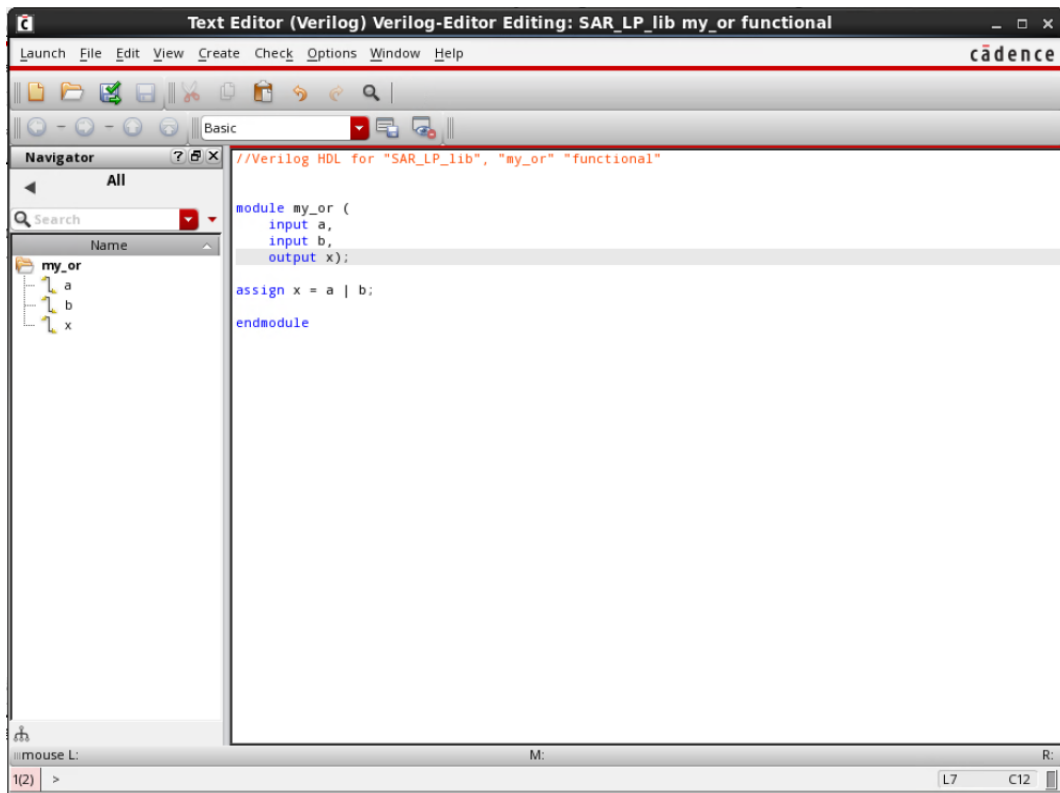 Text Editor (Verilog) Verilog-Editor Editing: SAR_LP_lib my_or functional
Launch File Edit View Create Check Options Window Help
cādence
Basic
Navigator
All
Search
Name
my_or
a
b
x
//Verilog HDL for "SAR_LP_lib", "my_or" "functional"
module my_or (
input a,
input b,
output x);
assign x = a | b;
endmodule
mouse L: M: R:
1(2) > L7 C12